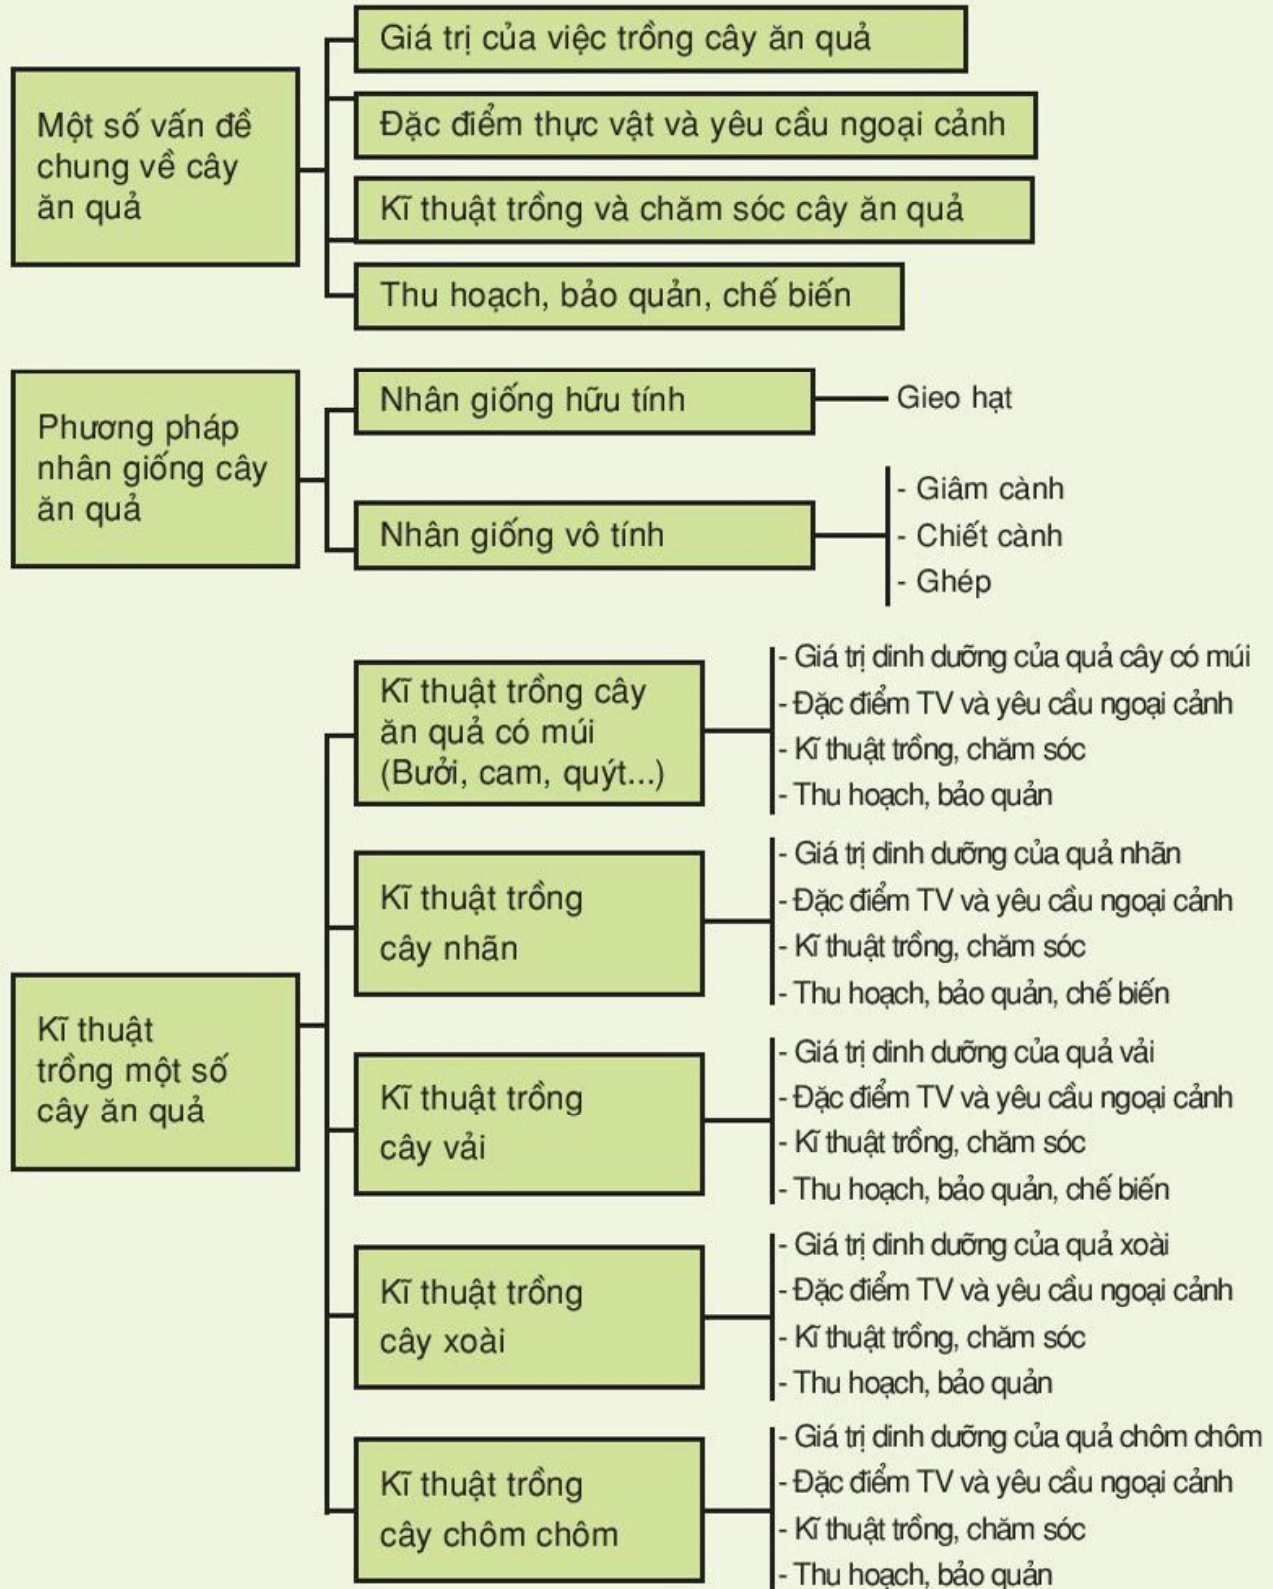 Một số vấn đề
chung về cây
ăn quả
Giá trị của việc trồng cây ăn quả
Đặc điểm thực vật và yêu cầu ngoại cảnh
Kĩ thuật trồng và chăm sóc cây ăn quả
Thu hoạch, bảo quản, chế biến
Phương pháp
nhân giống cây
ăn quả
Nhân giống hữu tính
Gieo hạt
Nhân giống vô tính
- Giâm cành
- Chiết cành
- Ghép
Kĩ thuật
trồng một số
cây ăn quả
Kĩ thuật trồng cây
ăn quả có múi
(Bưởi, cam, quýt...)
- Giá trị dinh dưỡng của quả cây có múi
- Đặc điểm TV và yêu cầu ngoại cảnh
- Kĩ thuật trồng, chăm sóc
- Thu hoạch, bảo quản
Kĩ thuật trồng
cây nhãn
- Giá trị dinh dưỡng của quả nhãn
- Đặc điểm TV và yêu cầu ngoại cảnh
- Kĩ thuật trồng, chăm sóc
- Thu hoạch, bảo quản, chế biến
Kĩ thuật trồng
cây vải
- Giá trị dinh dưỡng của quả vải
- Đặc điểm TV và yêu cầu ngoại cảnh
- Kĩ thuật trồng, chăm sóc
- Thu hoạch, bảo quản, chế biến
Kĩ thuật trồng
cây xoài
- Giá trị dinh dưỡng của quả xoài
- Đặc điểm TV và yêu cầu ngoại cảnh
- Kĩ thuật trồng, chăm sóc
- Thu hoạch, bảo quản
Kĩ thuật trồng
cây chôm chôm
- Giá trị dinh dưỡng của quả chôm chôm
- Đặc điểm TV và yêu cầu ngoại cảnh
- Kĩ thuật trồng, chăm sóc
- Thu hoạch, bảo quản